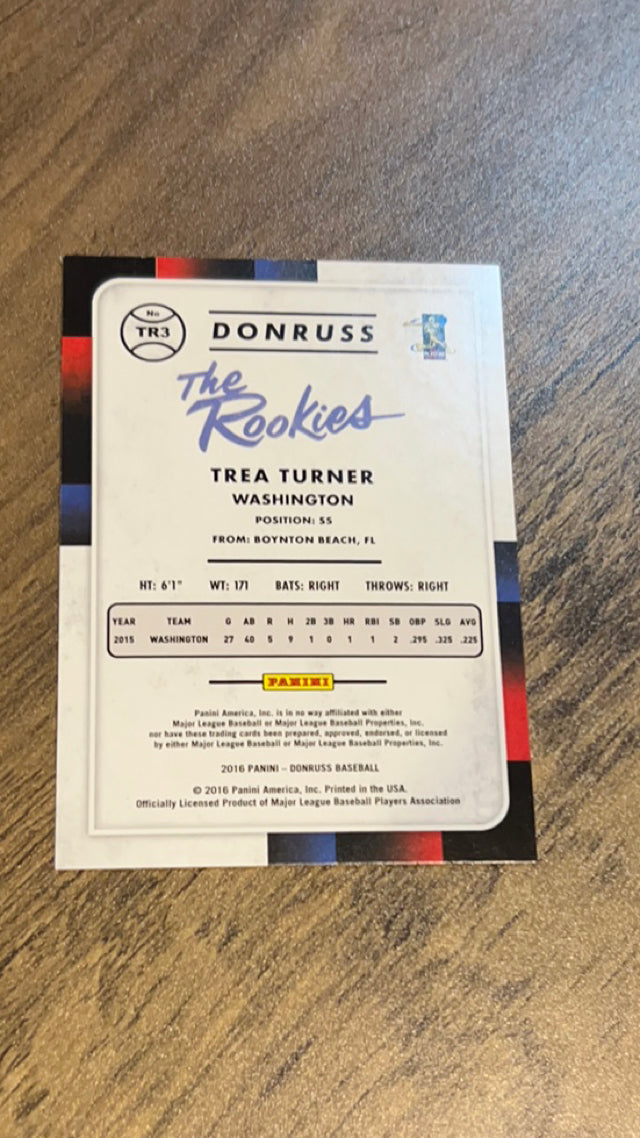 No
TR3
DONRUSS
The
Rookies
TREA TURNER
WASHINGTON
POSITION: SS
FROM: BOYNTON BEACH, FL
HT: 6'1" WT: 171 BATS: RIGHT THROWS: RIGHT
YEAR TEAM G AB R H 2B 3B HR RBI SB OBP SLG AVG
2015 WASHINGTON 27 40 5 9 1 0 1 1 2 .295 .325 .225
PANINI
Panini America, Inc. is in no way affiliated with either
Major League Baseball or Major League Baseball Properties, Inc.
nor have these trading cards been prepared, approved, endorsed, or licensed
by either Major League Baseball or Major League Baseball Properties, Inc.
2016 PANINI – DONRUSS BASEBALL
© 2016 Panini America, Inc. Printed in the USA.
Officially Licensed Product of Major League Baseball Players Association